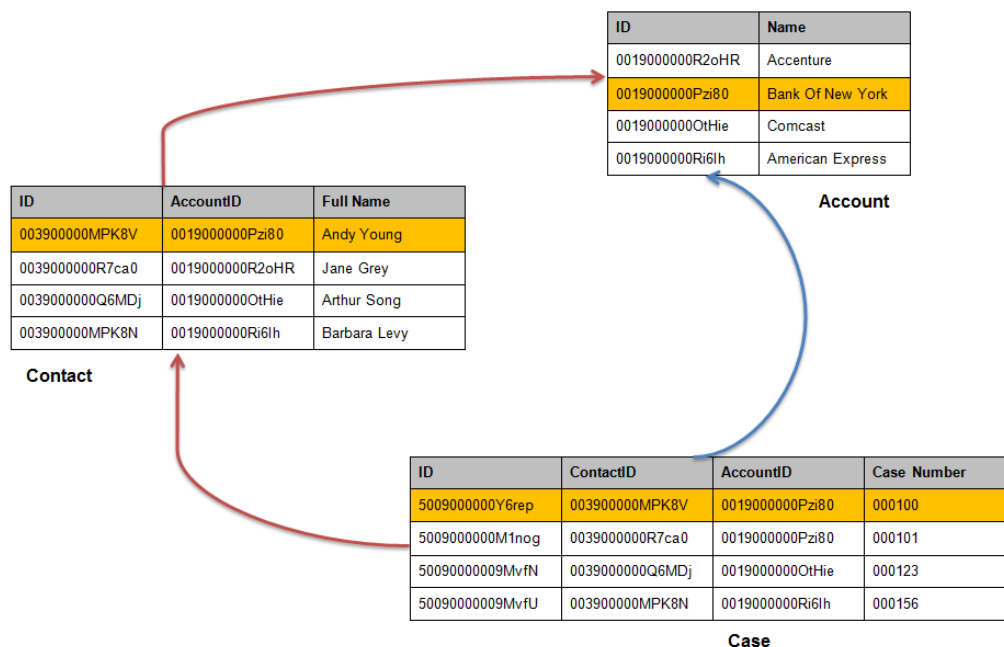 ID Name
0019000000R2oHR Accenture
0019000000Pzi80 Bank Of New York
0019000000OtHie Comcast
0019000000Ri6Ih American Express
Account
ID AccountID Full Name
003900000MPK8V 0019000000Pzi80 Andy Young
0039000000R7ca0 0019000000R2oHR Jane Grey
0039000000Q6MDj 0019000000OtHie Arthur Song
003900000MPK8N 0019000000Ri6Ih Barbara Levy
Contact
ID ContactID AccountID Case Number
5009000000Y6rep 003900000MPK8V 0019000000Pzi80 000100
5009000000M1nog 0039000000R7ca0 0019000000Pzi80 000101
50090000009MvfN 0039000000Q6MDj 0019000000OtHie 000123
50090000009MvfU 003900000MPK8N 0019000000Ri6Ih 000156
Case